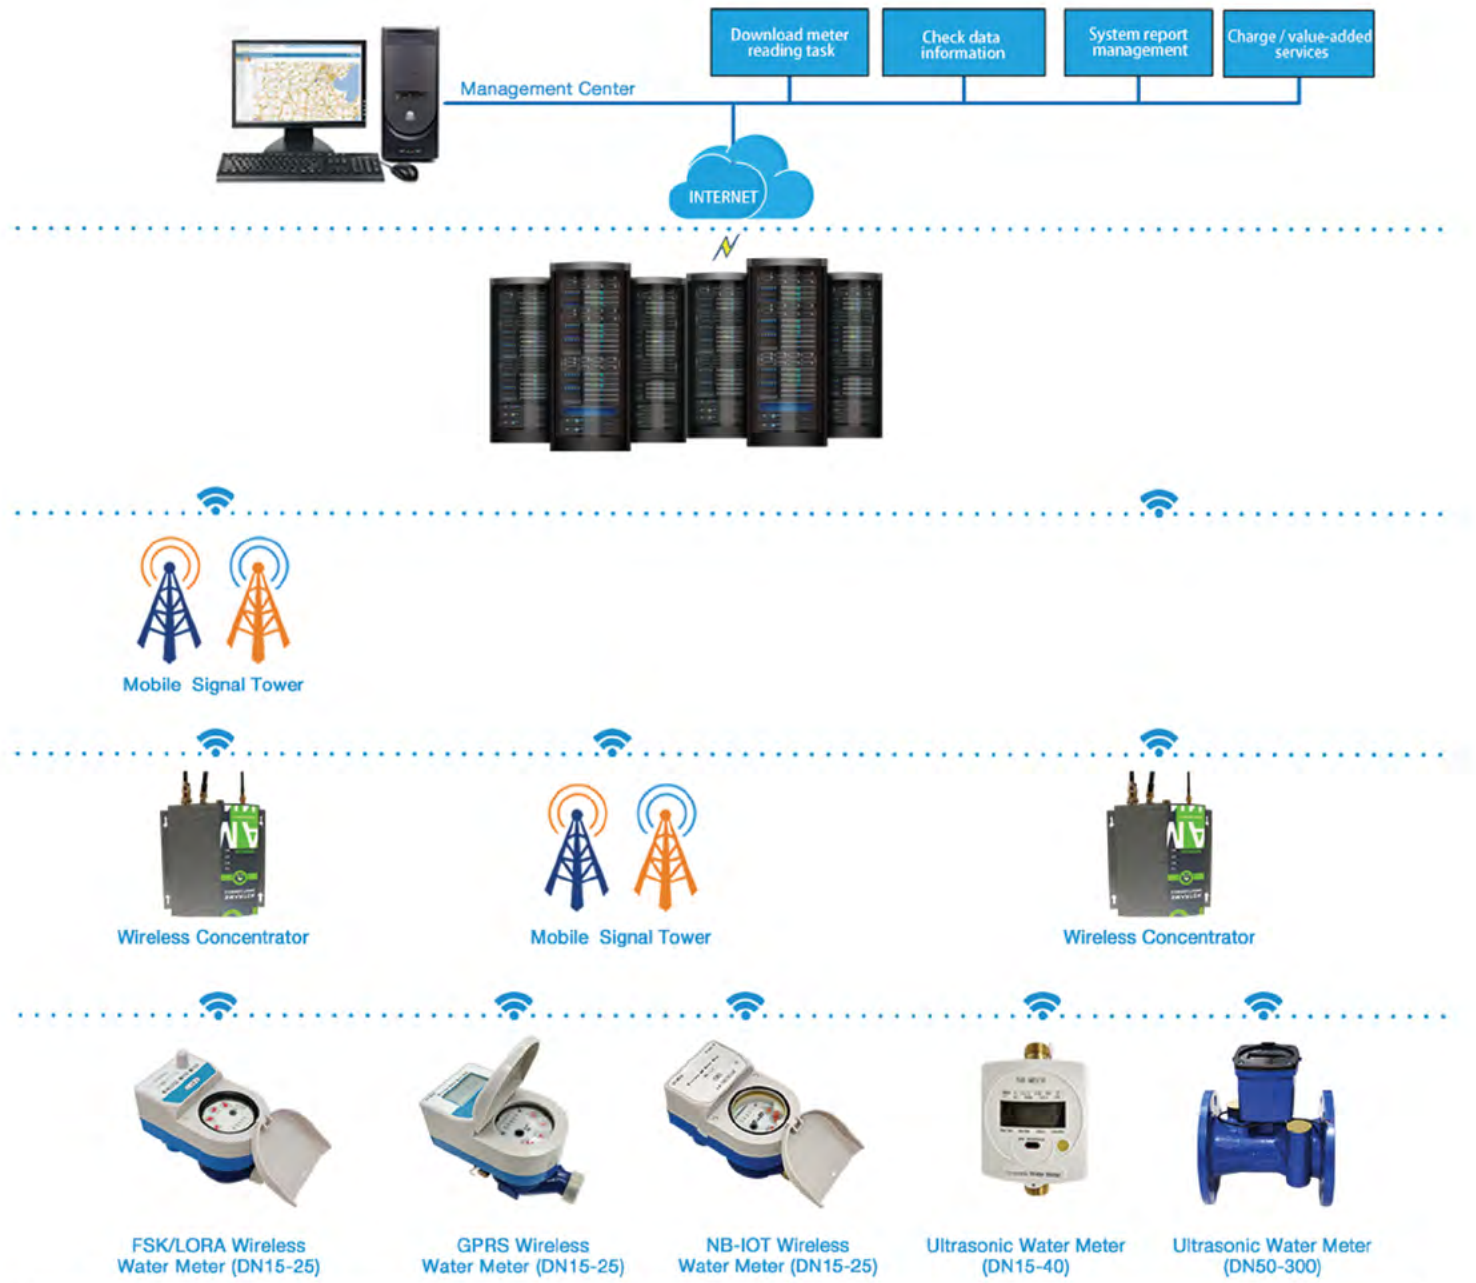 Download meter
reading task
Check data
information
System report
management
Charge / value-added
services
Management Center
INTERNET
Mobile Signal Tower
Wireless Concentrator
Mobile Signal Tower
Wireless Concentrator
FSK/LORA Wireless
Water Meter (DN15-25)
GPRS Wireless
Water Meter (DN15-25)
NB-IOT Wireless
Water Meter (DN15-25)
Ultrasonic Water Meter
(DN15-40)
Ultrasonic Water Meter
(DN50-300)